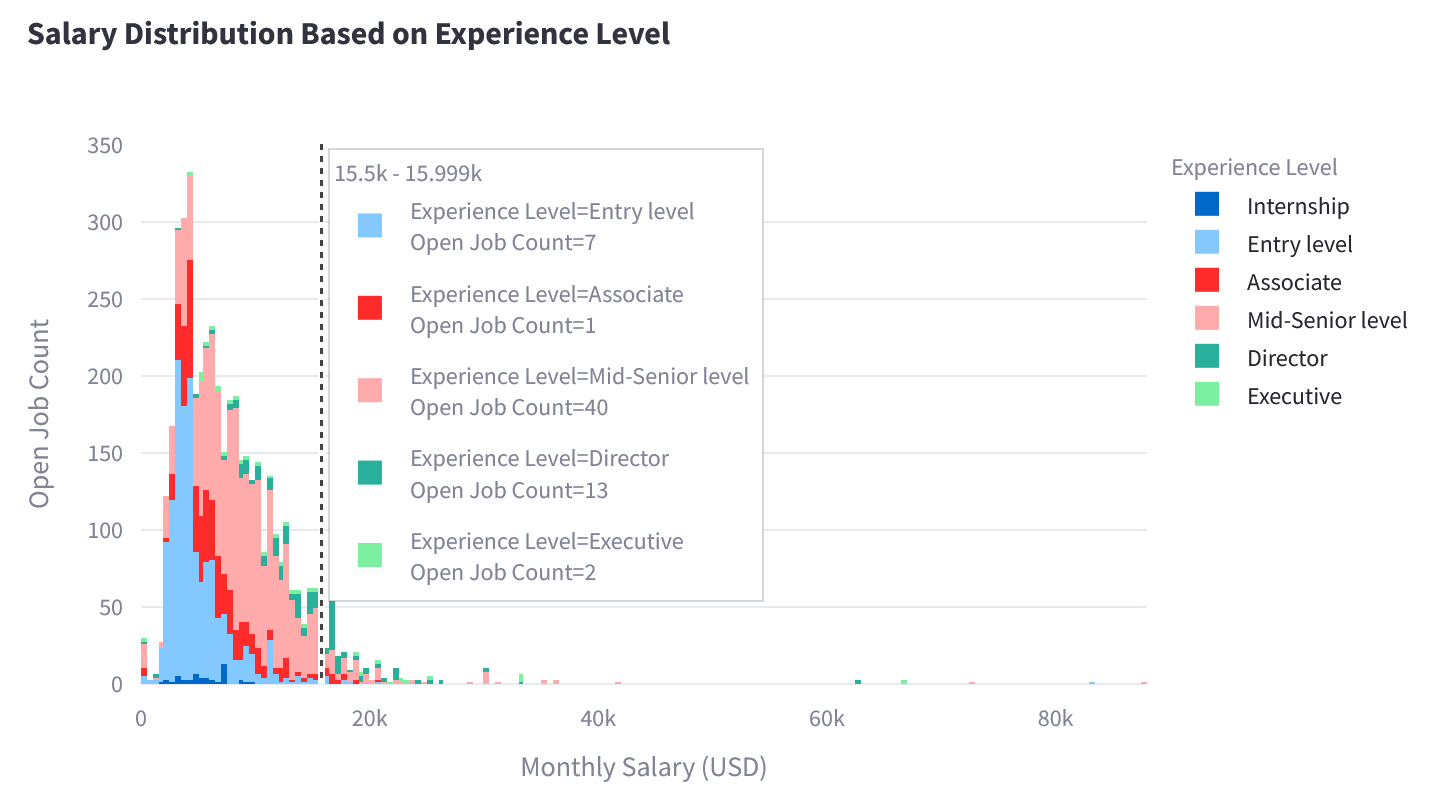 Salary Distribution Based on Experience Level
350
300
250
200
150
100
50
0
Open Job Count
15.5k - 15.999k
Experience Level=Entry level
Open Job Count=7
Experience Level=Associate
Open Job Count=1
Experience Level=Mid-Senior level
Open Job Count=40
Experience Level=Director
Open Job Count=13
Experience Level=Executive
Open Job Count=2
0
20k
40k
60k
80k
Monthly Salary (USD)
Experience Level
Internship
Entry level
Associate
Mid-Senior level
Director
Executive